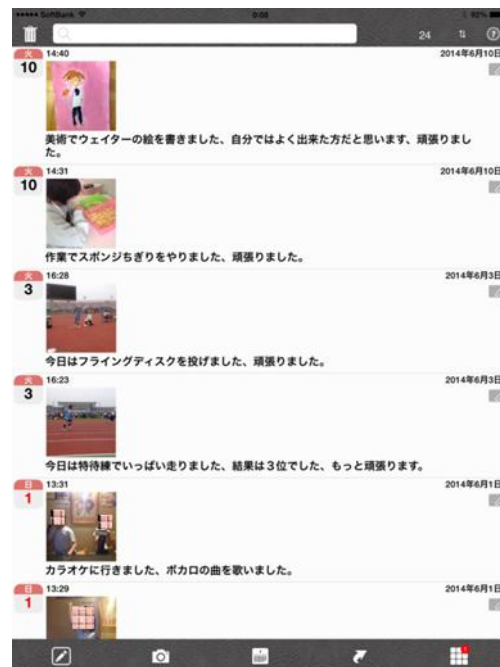 SoftBank 0:08 92%
24
火 14:40 2014年6月10日
10
美術でウェイターの絵を書きました、自分ではよく出来た方だと思います、頑張りまし
た。
火 14:31 2014年6月10日
10
作業でスポンジちぎりをやりました、頑張りました。
火 16:28 2014年6月3日
3
今日はフライングディスクを投げました、頑張りました。
火 16:23 2014年6月3日
3
今日は特待練でいっぱい走りました、結果は３位でした、もっと頑張ります。
日 13:31 2014年6月1日
1
カラオケに行きました、ボカロの曲を歌いました。
日 13:29 2014年6月1日
1